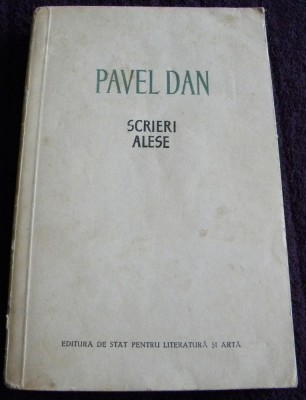 PAVEL DAN
SCRIERI
ALESE
EDITURA DE STAT PENTRU LITERATURĂ ȘI ARTĂ